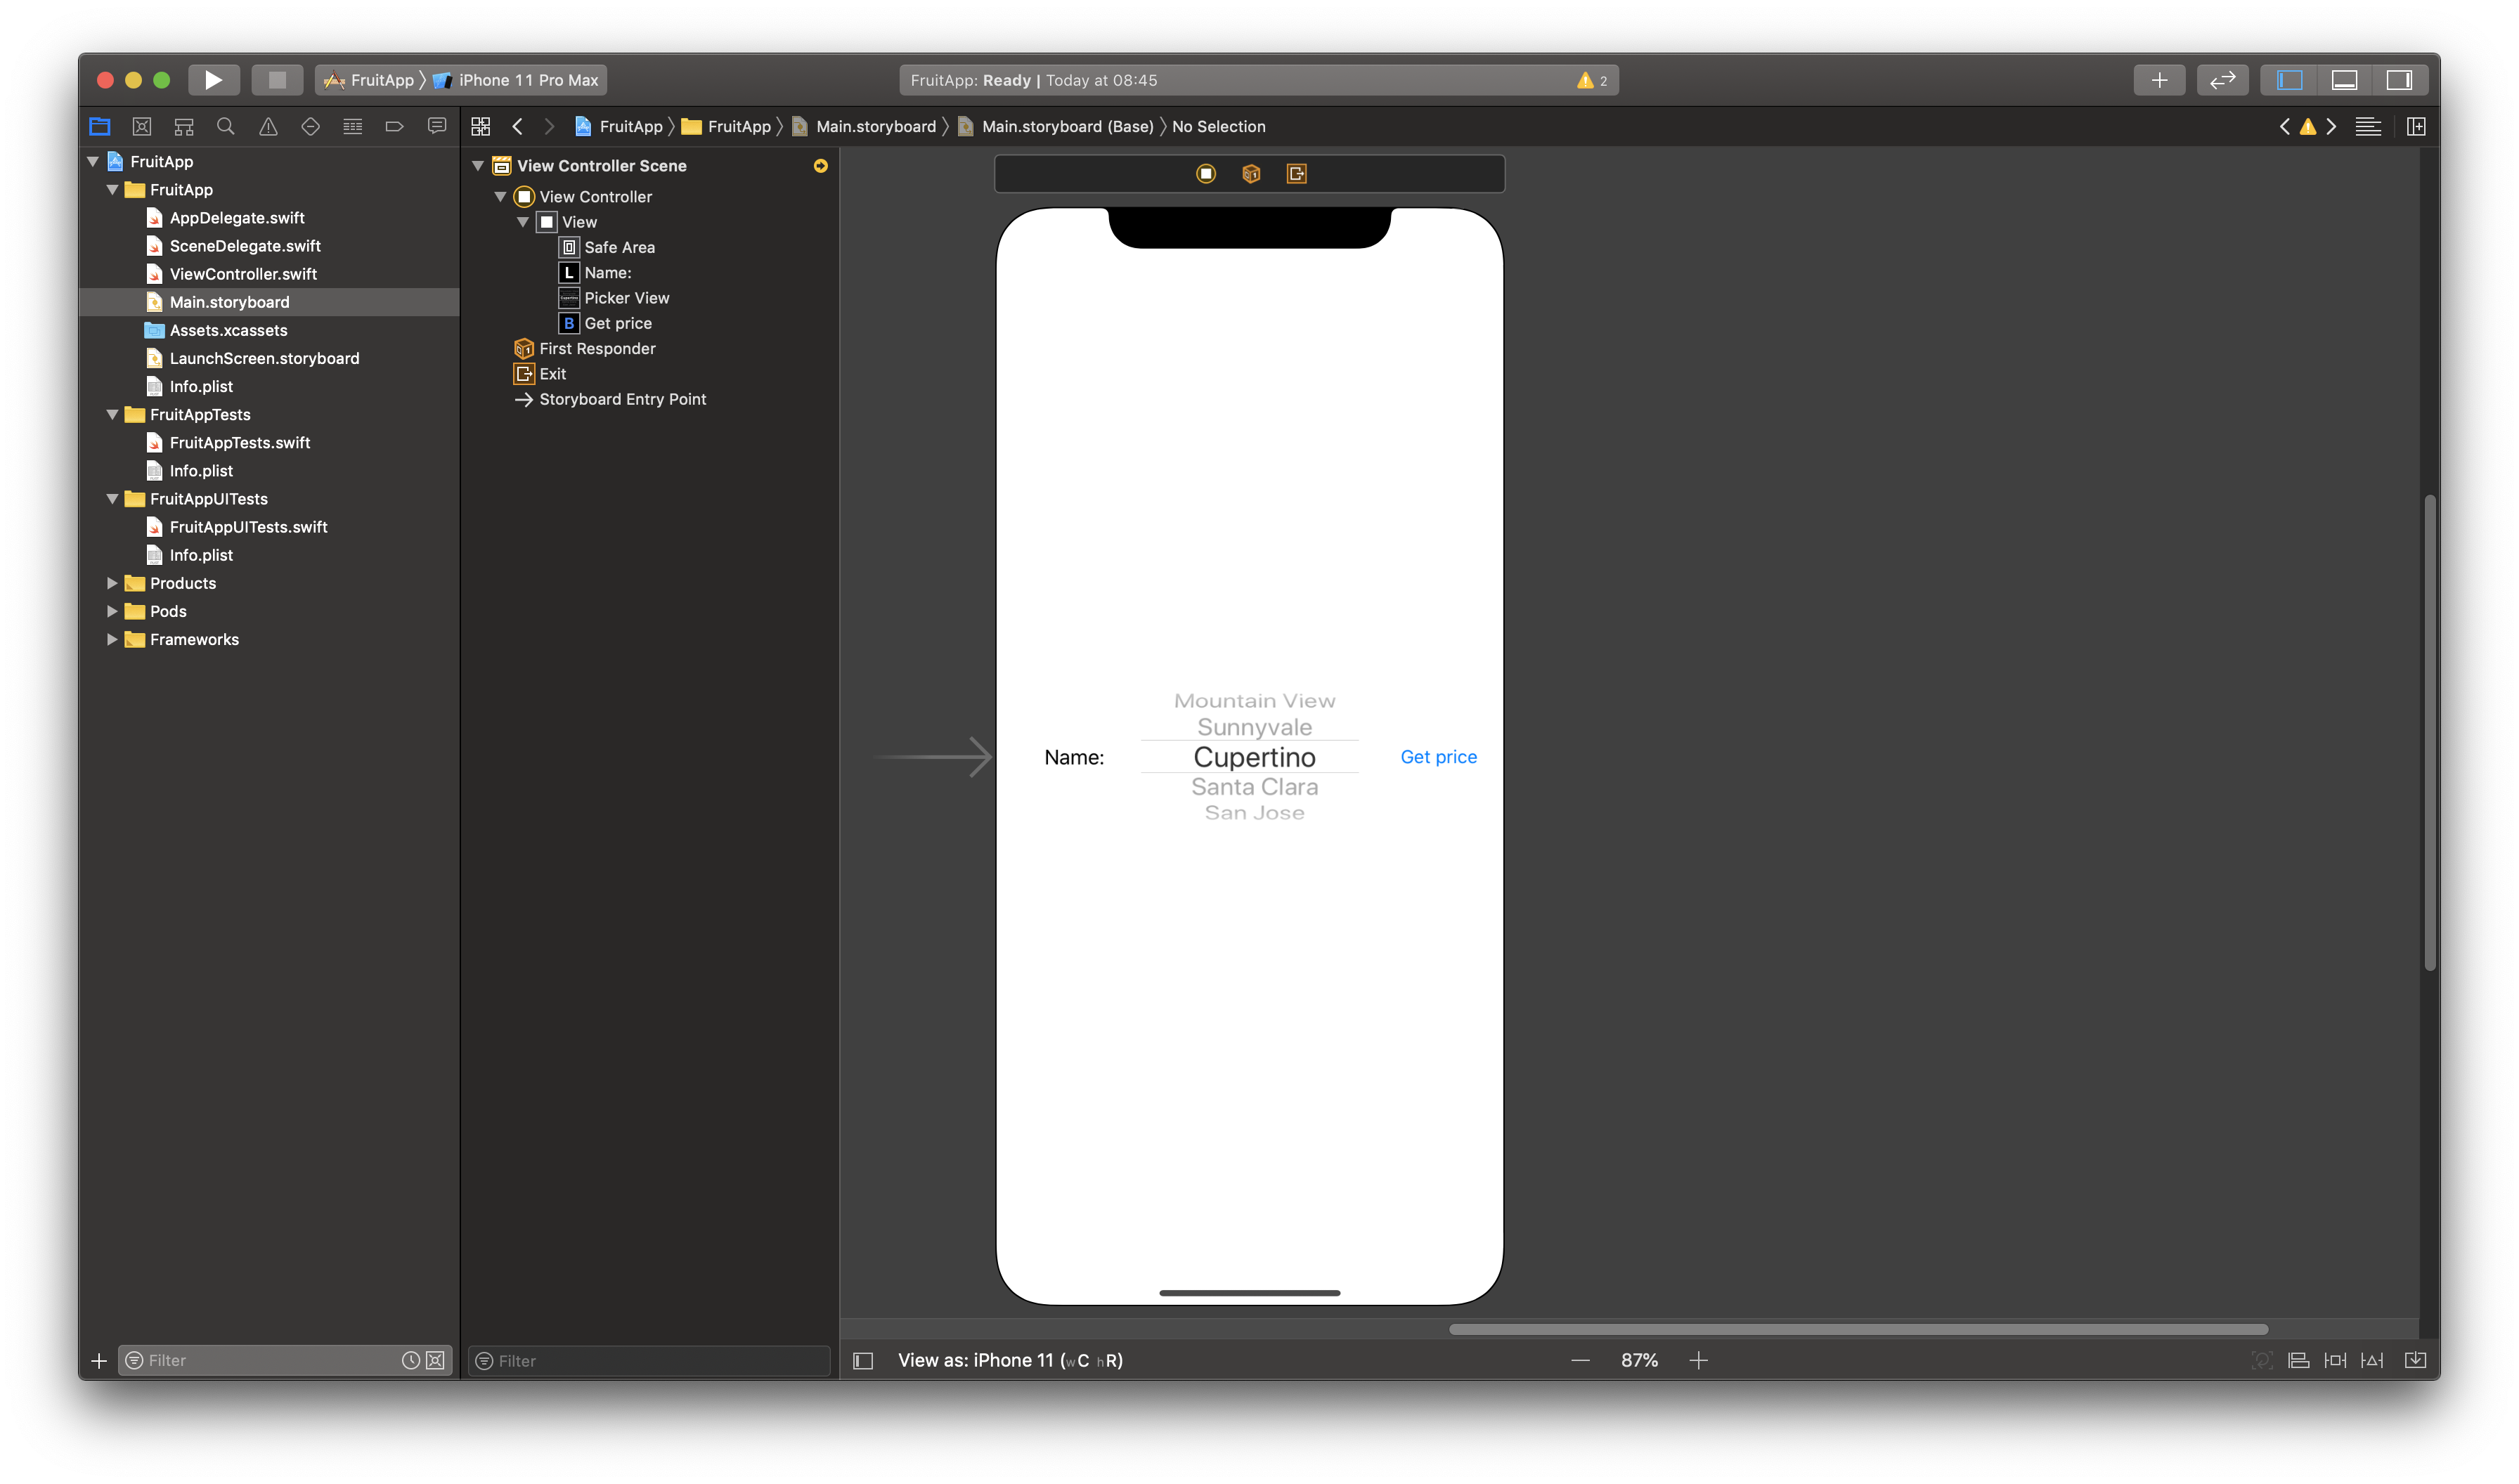 FruitApp iPhone 11 Pro Max
FruitApp: Ready | Today at 08:45
2
FruitApp FruitApp Main.storyboard Main.storyboard (Base) No Selection
FruitApp
FruitApp
AppDelegate.swift
SceneDelegate.swift
ViewController.swift
Main.storyboard
Assets.xcassets
LaunchScreen.storyboard
Info.plist
FruitAppTests
FruitAppTests.swift
Info.plist
FruitAppUITests
FruitAppUITests.swift
Info.plist
Products
Pods
Frameworks
Filter
View Controller Scene
View Controller
View
Safe Area
L Name:
Picker View
B Get price
First Responder
Exit
Storyboard Entry Point
Filter
Mountain View
Sunnyvale
Name: Cupertino Get price
Santa Clara
San Jose
View as: iPhone 11 (wC hR)
87%